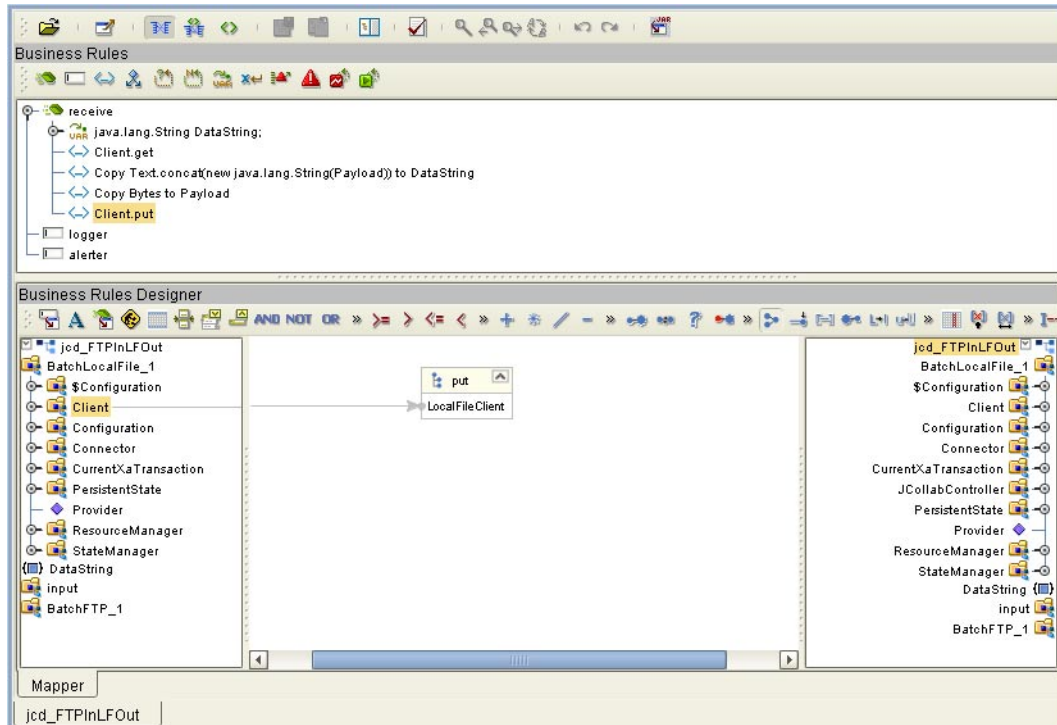 JAR
Business Rules
receive
VAR java.lang.String DataString;
Client.get
Copy Text.concat(new java.lang.String(Payload)) to DataString
Copy Bytes to Payload
Client.put
logger
alerter
Business Rules Designer
A AND NOT OR » >= > <= < » + * / - » ? » » »
jcd_FTPInLFOut
BatchLocalFile_1
$Configuration
Client
Configuration
Connector
CurrentXaTransaction
PersistentState
Provider
ResourceManager
StateManager
DataString
input
BatchFTP_1
put
LocalFileClient
jcd_FTPInLFOut
BatchLocalFile_1
$Configuration
Client
Configuration
Connector
CurrentXaTransaction
JCollabController
PersistentState
Provider
ResourceManager
StateManager
DataString
input
BatchFTP_1
Mapper
jcd_FTPInLFOut